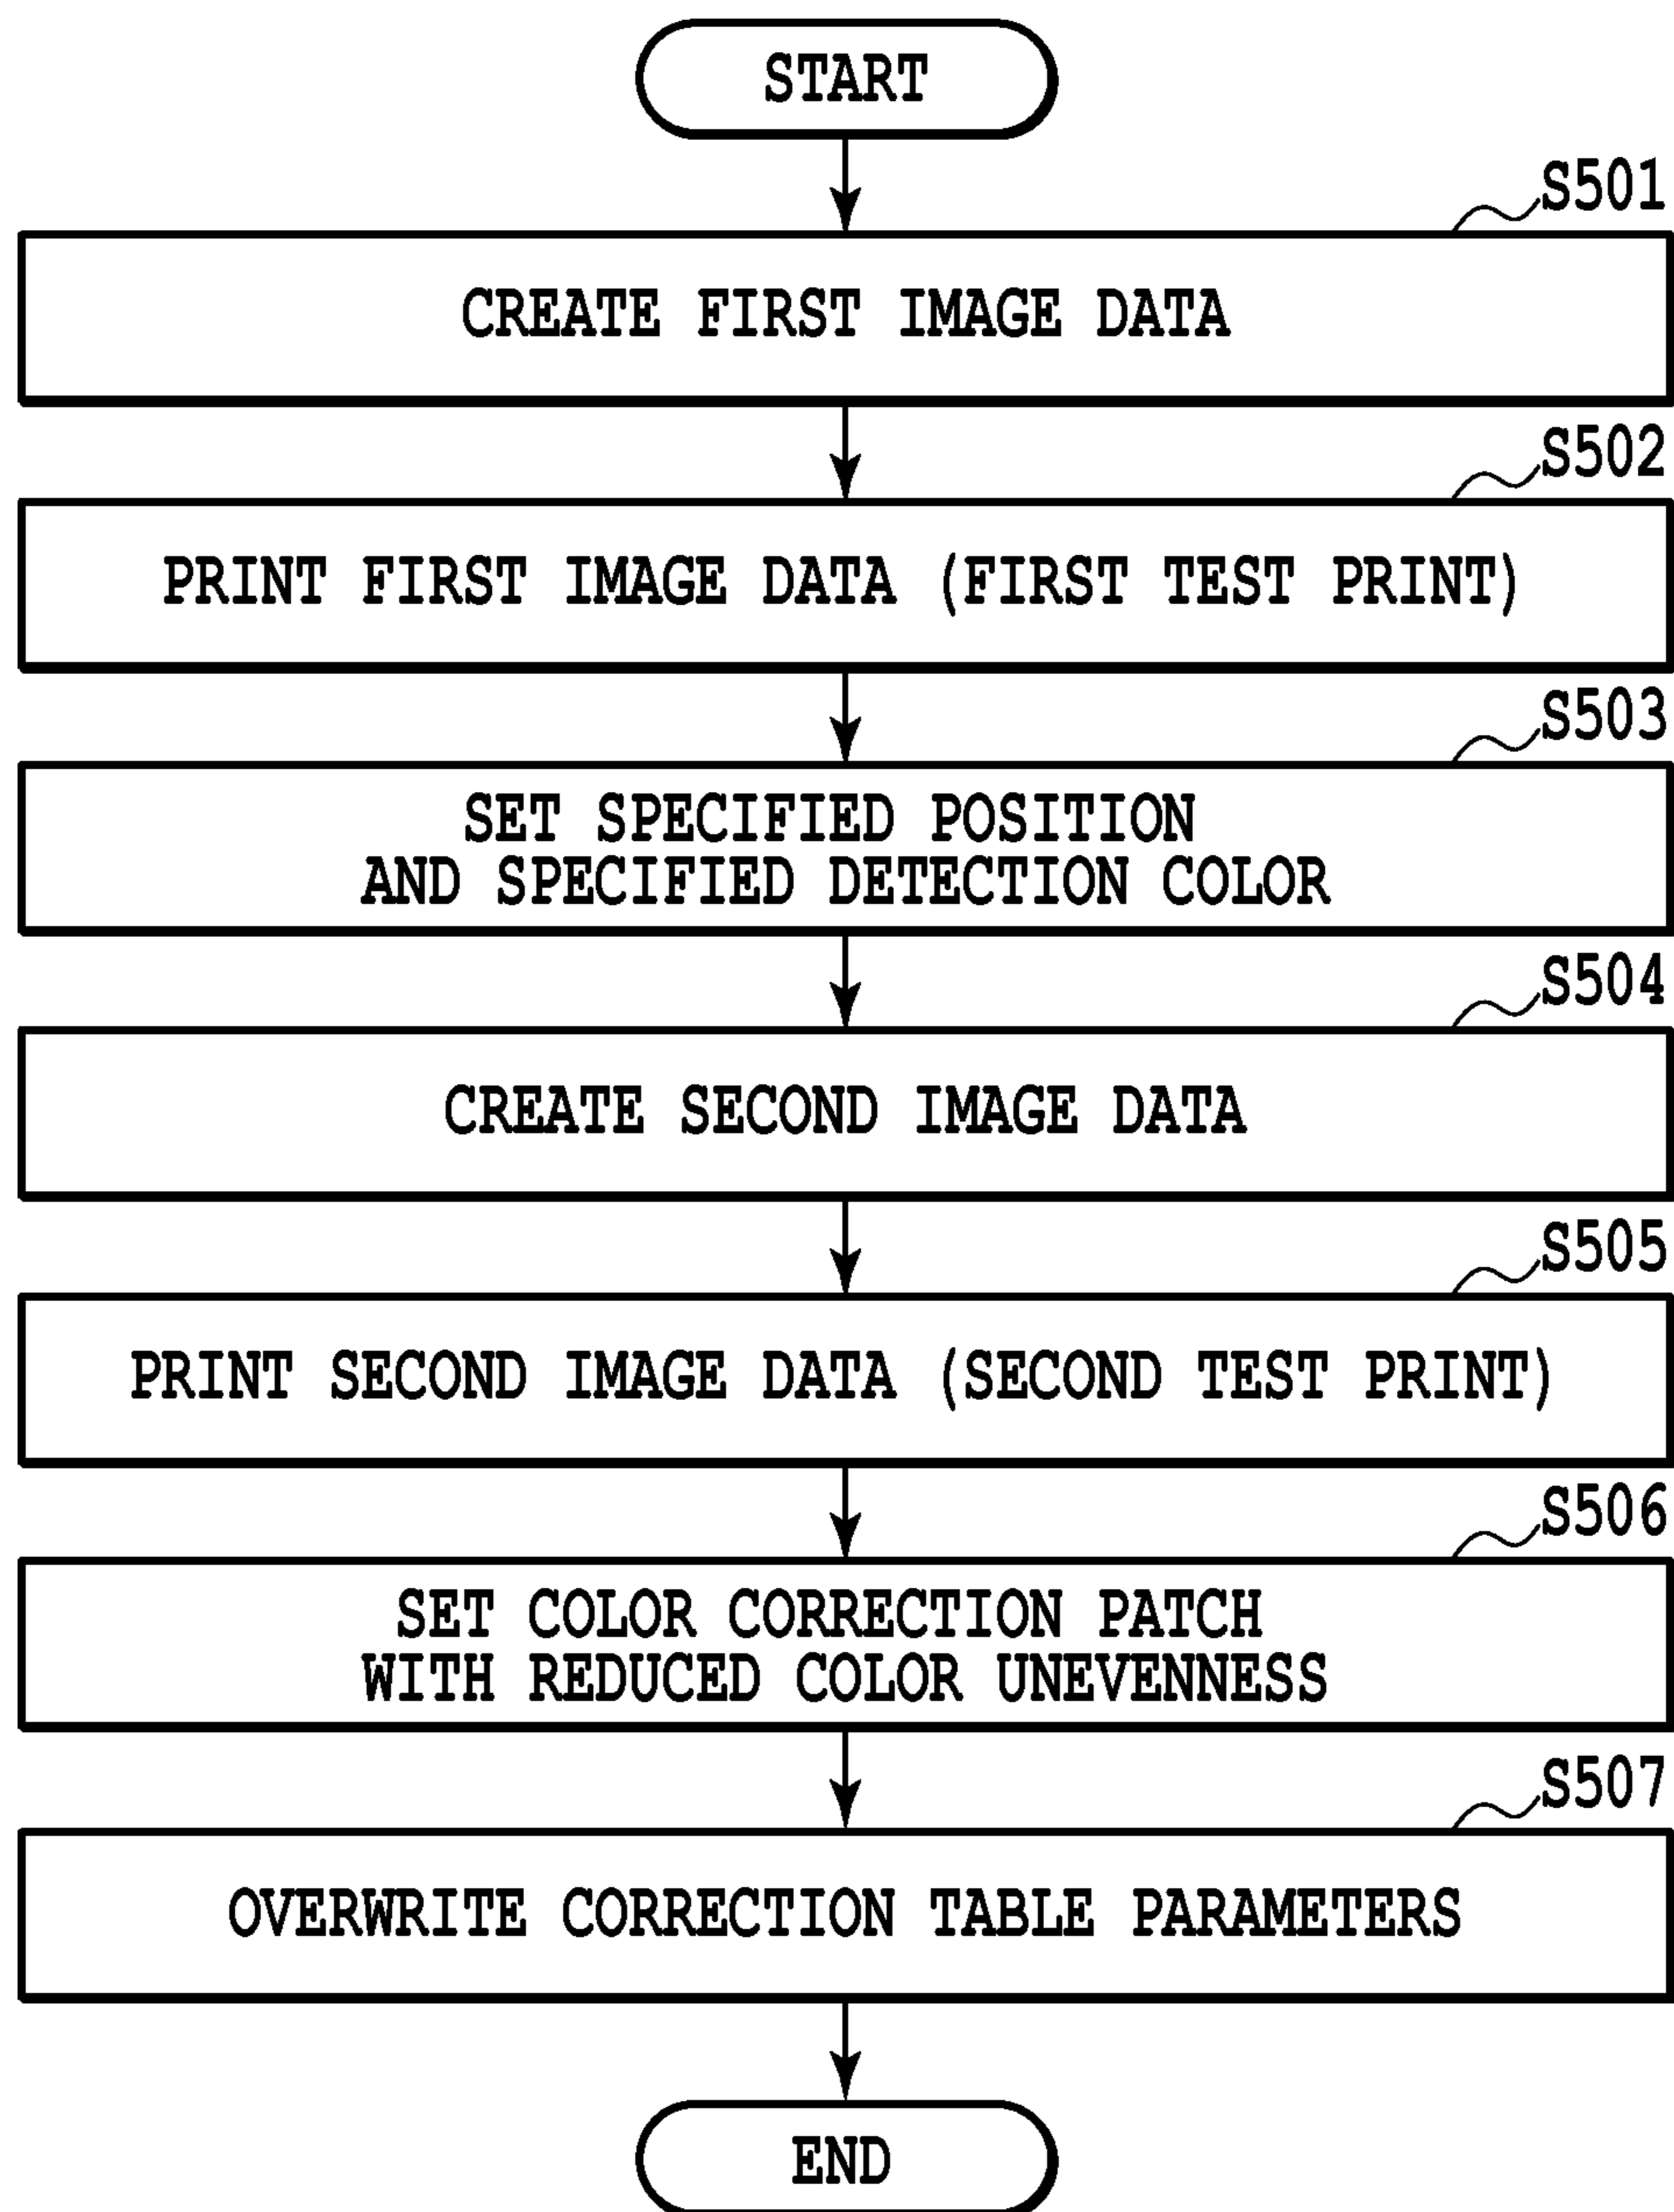 START
S501
CREATE FIRST IMAGE DATA
S502
PRINT FIRST IMAGE DATA (FIRST TEST PRINT)
S503
SET SPECIFIED POSITION
AND SPECIFIED DETECTION COLOR
S504
CREATE SECOND IMAGE DATA
S505
PRINT SECOND IMAGE DATA (SECOND TEST PRINT)
S506
SET COLOR CORRECTION PATCH
WITH REDUCED COLOR UNEVENNESS
S507
OVERWRITE CORRECTION TABLE PARAMETERS
END